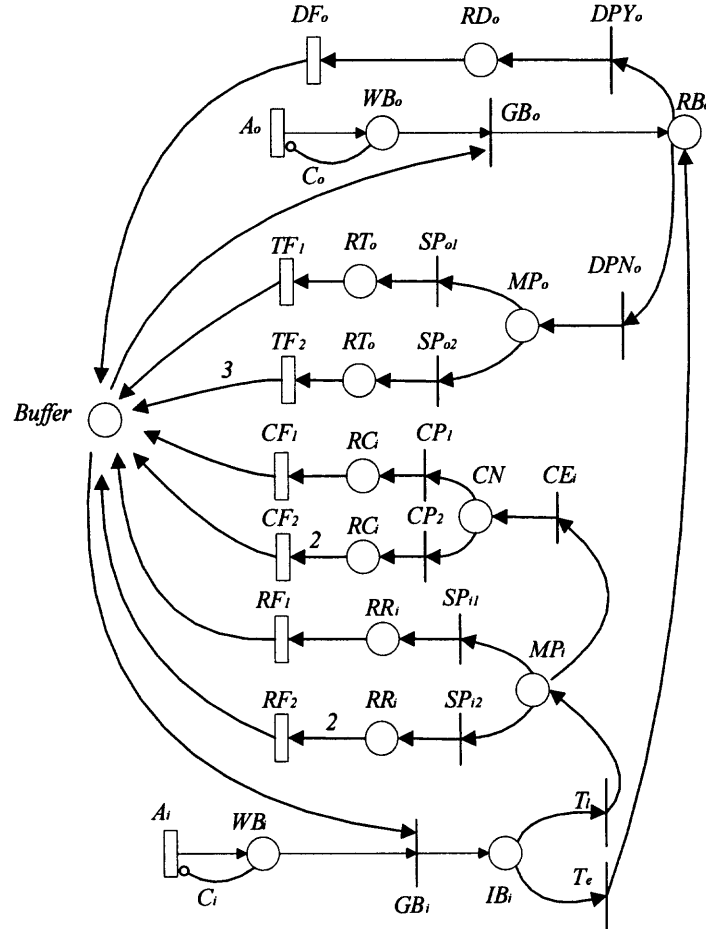 DFo
RDo
DPYo
Ao
WBo
GBo
Co
TF1
RTo
SPo1
MPo
DPNo
3
TF2
RTo
SPo2
Buffer
CF1
RCi
CP1
CN
CEi
CF2
2
RCi
CP2
RF1
RRi
SPi1
MPi
RF2
2
RRi
SPi2
Ai
WBi
Tl
Te
Ci
GBi
IBi